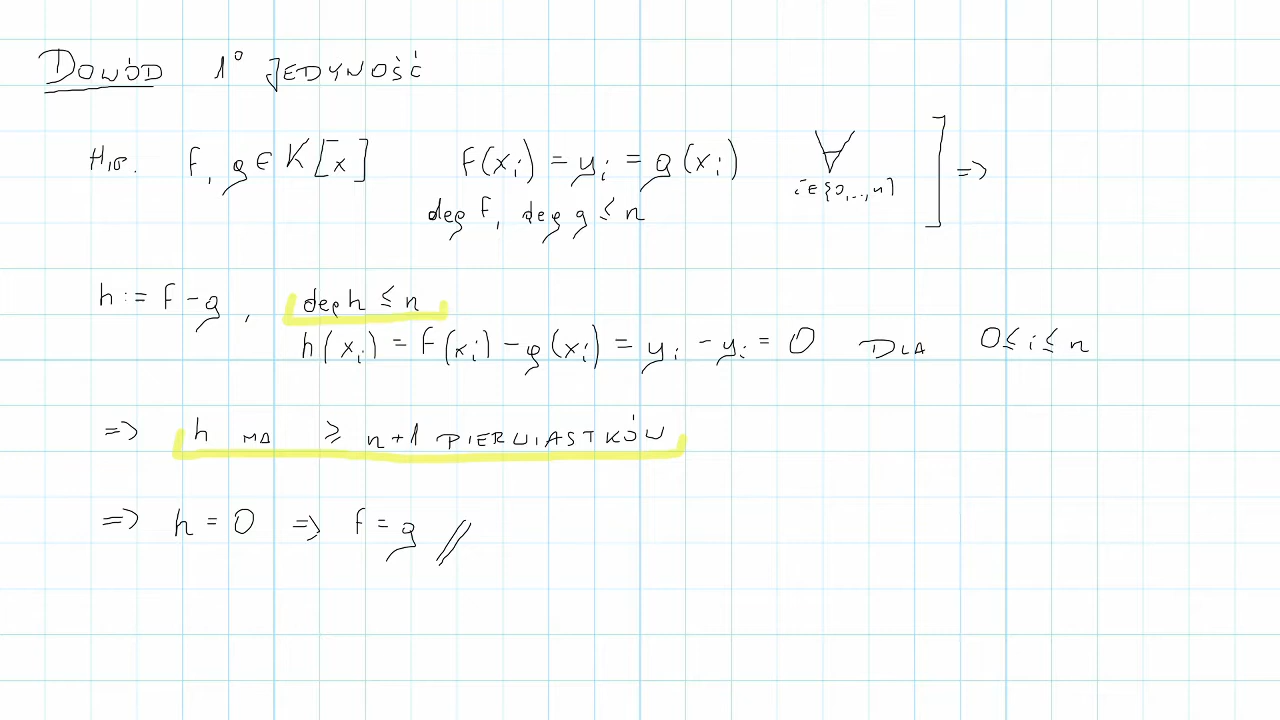 DOWÓD 1° JEDYNOŚĆ
HIP. f, g ∈ K[x] f(xᵢ) = yᵢ = g(xᵢ) ∀ i∈{0,...,n} ] =>
deg f, deg g ≤ n
h := f - g, deg h ≤ n
h(xᵢ) = f(xᵢ) - g(xᵢ) = yᵢ - yᵢ = 0 DLA 0 ≤ i ≤ n
=> h MA ≥ n+1 PIERWIASTKÓW
=> h = 0 => f = g //